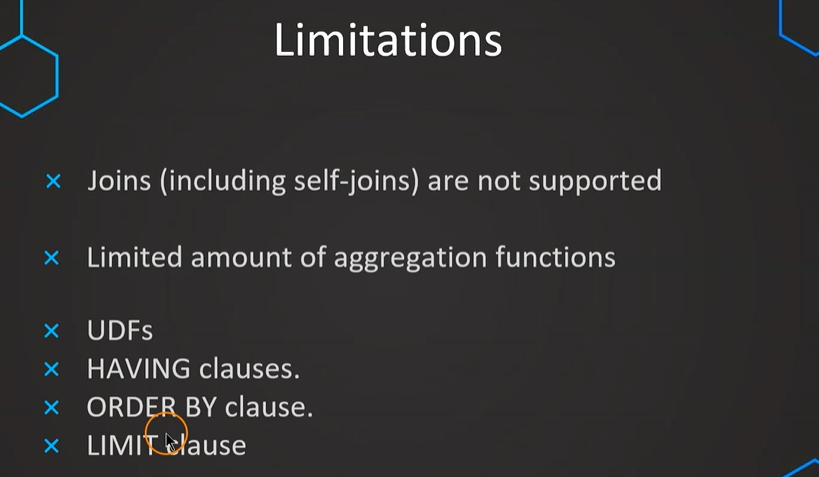 Limitations
Joins (including self-joins) are not supported
Limited amount of aggregation functions
UDFs
HAVING clauses.
ORDER BY clause.
LIMIT clause